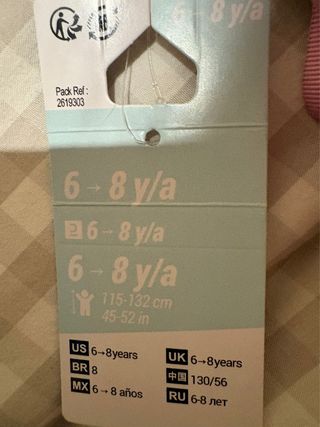 6→8 y/a
Pack Ref :
2619303
6→8 y/a
6→8 y/a
6→8 y/a
115-132 cm
45-52 in
US 6→8years
UK 6→8years
BR 8
中国 130/56
MX 6→8 años
RU 6-8 лет